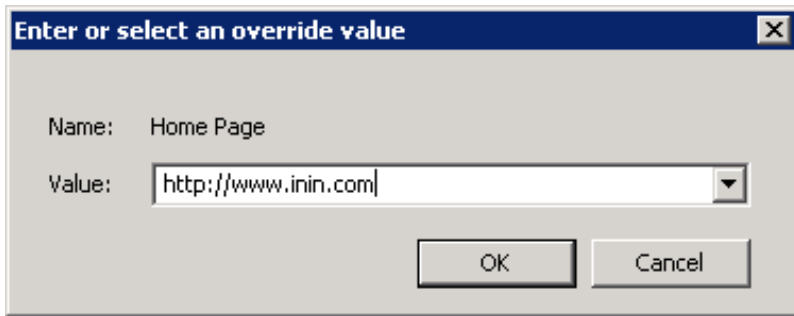 Enter or select an override value
Name: Home Page
Value: http://www.inin.com
OK Cancel